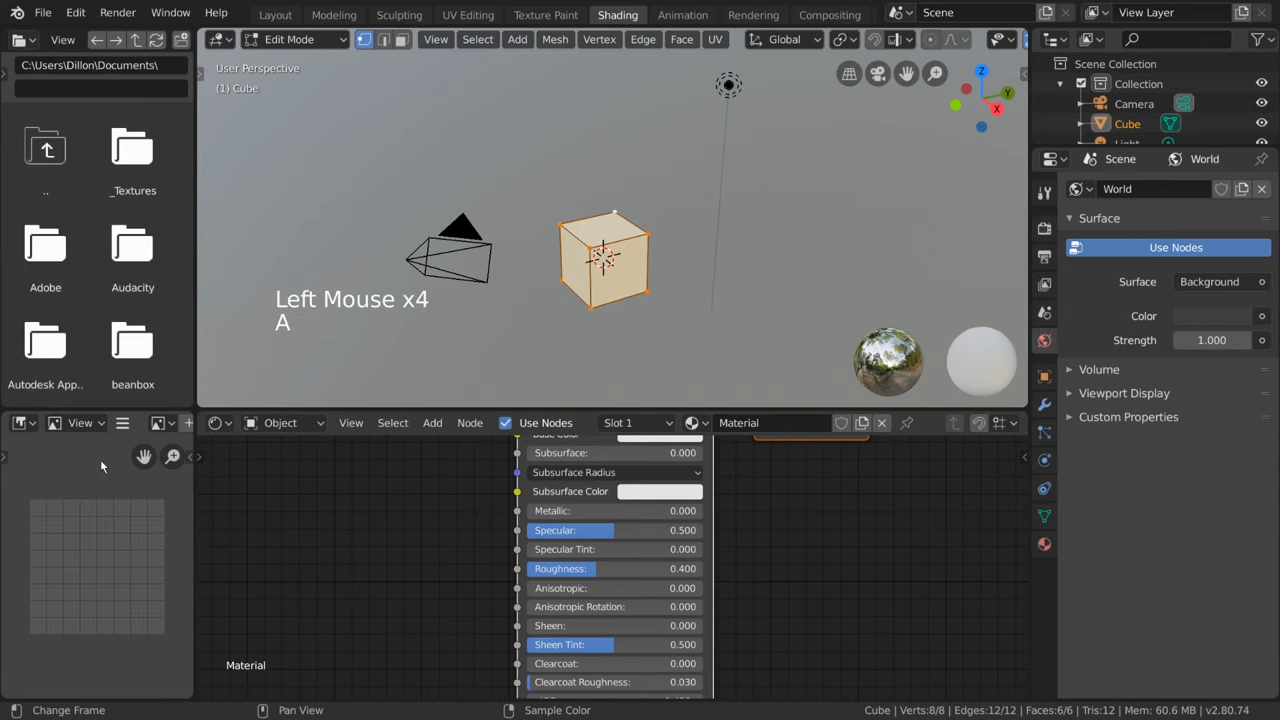 File Edit Render Window Help Layout Modeling Sculpting UV Editing Texture Paint Shading Animation Rendering Compositing Scene View Layer
View Edit Mode View Select Add Mesh Vertex Edge Face UV Global
C:\Users\Dillon\Documents\
User Perspective
(1) Cube
Z
Y
X
.. _Textures
Adobe Audacity
Autodesk App.. beanbox
Left Mouse x4
A
Scene Collection
Collection
Camera
Cube
Scene World
World
Surface
Use Nodes
Surface Background
Color
Strength 1.000
Volume
Viewport Display
Custom Properties
View Object View Select Add Node Use Nodes Slot 1 Material
Subsurface: 0.000
Subsurface Radius
Subsurface Color
Metallic: 0.000
Specular: 0.500
Specular Tint: 0.000
Roughness: 0.400
Anisotropic: 0.000
Anisotropic Rotation: 0.000
Sheen: 0.000
Sheen Tint: 0.500
Clearcoat: 0.000
Clearcoat Roughness: 0.030
Material
Change Frame Pan View Sample Color Cube | Verts:8/8 | Edges:12/12 | Faces:6/6 | Tris:12 | Mem: 60.6 MB | v2.80.74